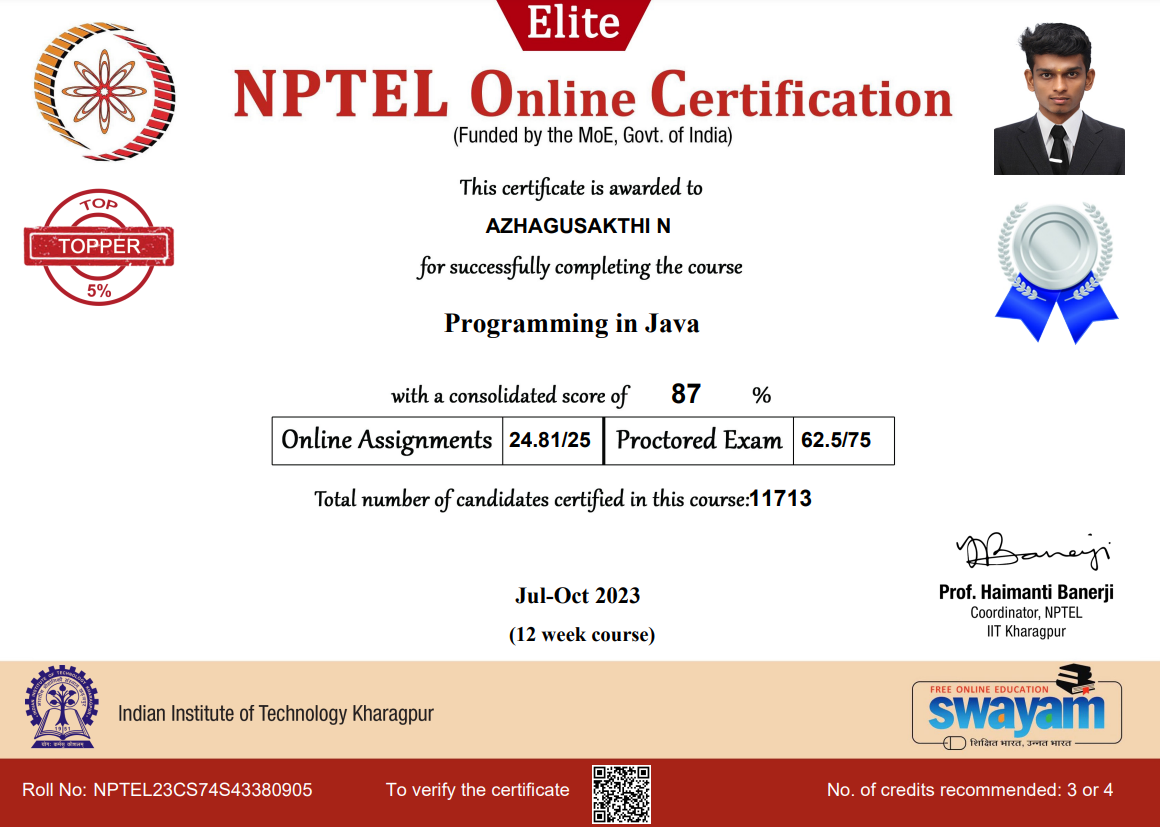 Elite
NPTEL Online Certification
(Funded by the MoE, Govt. of India)
This certificate is awarded to
AZHAGUSAKTHI N
for successfully completing the course
TOP
TOPPER
5%
Programming in Java
with a consolidated score of 87 %
Online Assignments 24.81/25 Proctored Exam 62.5/75
Total number of candidates certified in this course:11713
Banerji
Prof. Haimanti Banerji
Coordinator, NPTEL
IIT Kharagpur
Jul-Oct 2023
(12 week course)
Indian Institute of Technology Kharagpur
FREE ONLINE EDUCATION
swayam
शिक्षित भारत, उन्नत भारत
Roll No: NPTEL23CS74S43380905 To verify the certificate No. of credits recommended: 3 or 4